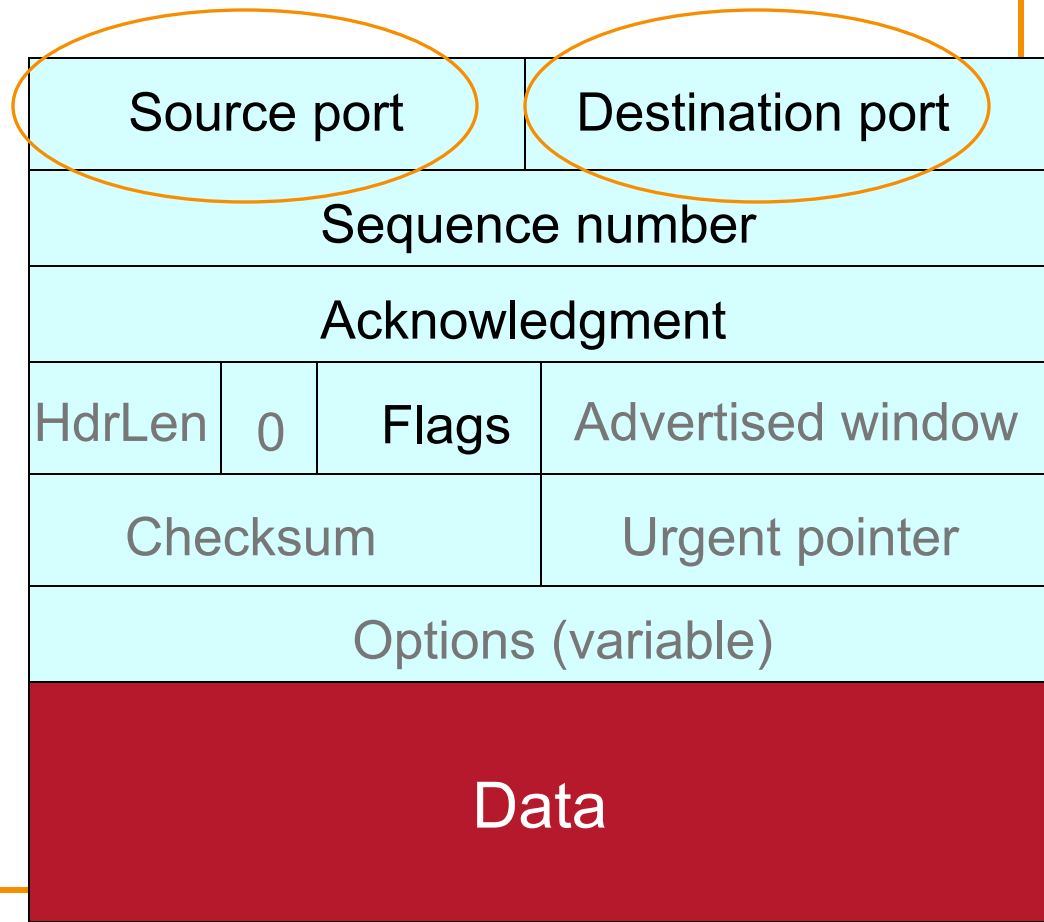 Source port Destination port
Sequence number
Acknowledgment
HdrLen 0 Flags Advertised window
Checksum Urgent pointer
Options (variable)
Data